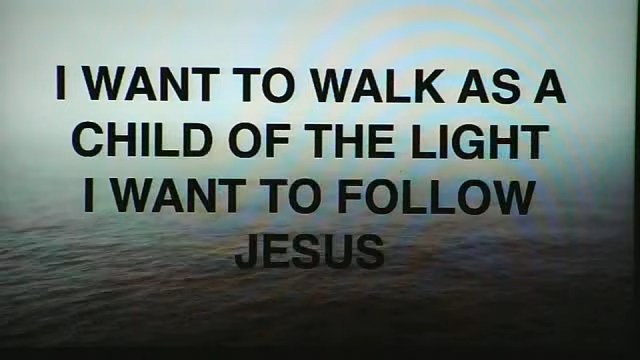 I WANT TO WALK AS A
CHILD OF THE LIGHT
I WANT TO FOLLOW
JESUS